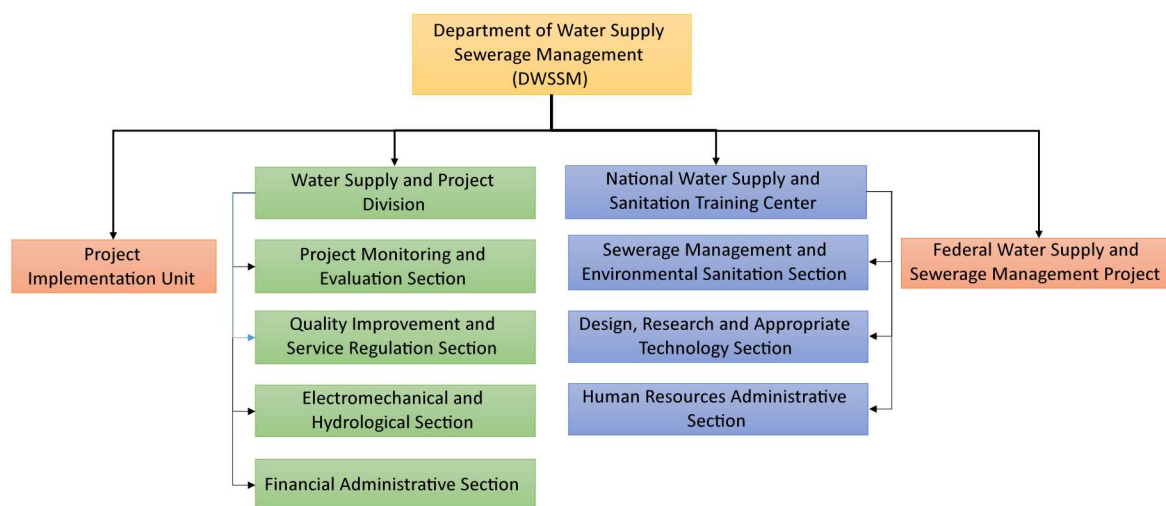 Department of Water Supply
Sewerage Management
(DWSSM)
Water Supply and Project
Division
National Water Supply and
Sanitation Training Center
Project
Implementation Unit
Project Monitoring and
Evaluation Section
Sewerage Management and
Environmental Sanitation Section
Federal Water Supply and
Sewerage Management Project
Quality Improvement and
Service Regulation Section
Design, Research and Appropriate
Technology Section
Electromechanical and
Hydrological Section
Human Resources Administrative
Section
Financial Administrative Section